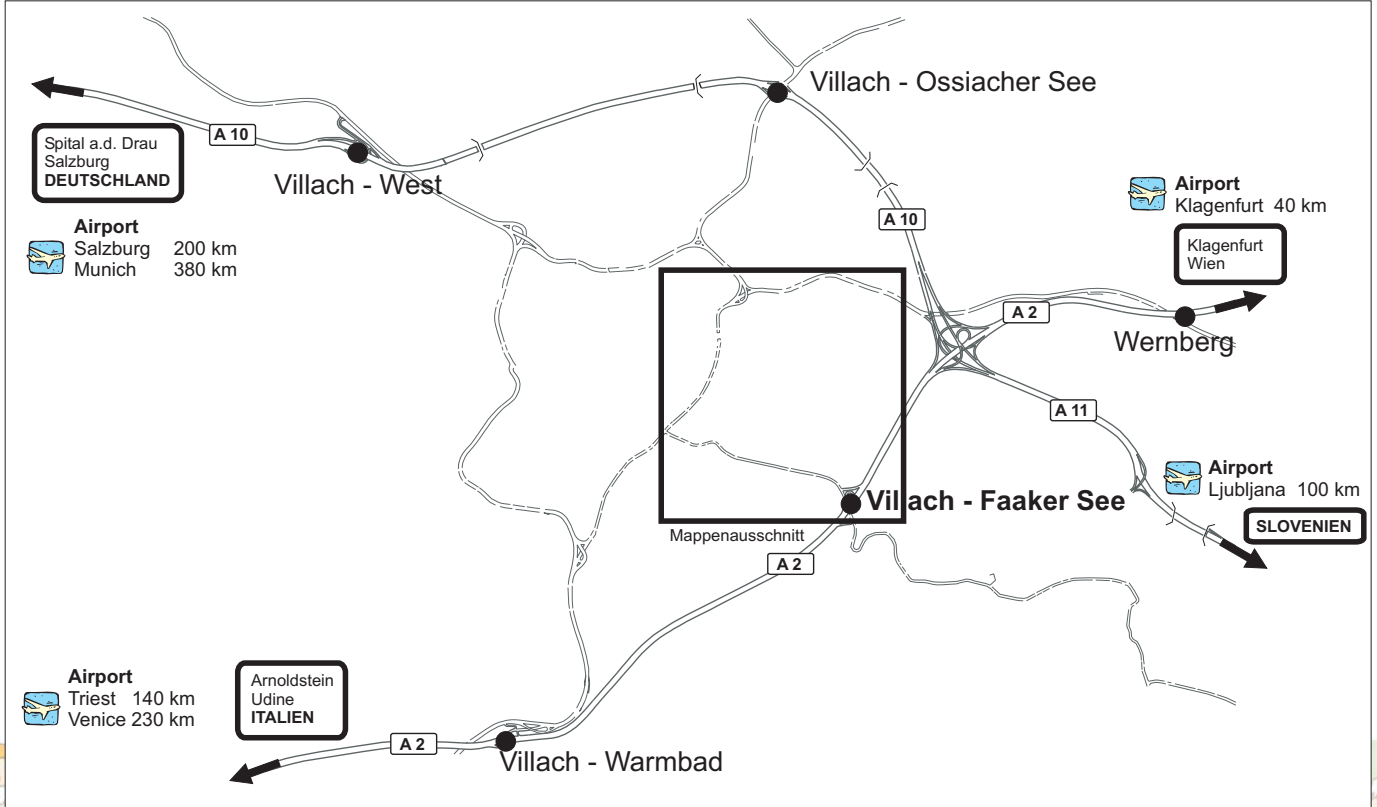 Villach - Ossiacher See
A 10
Spital a.d. Drau
Salzburg
DEUTSCHLAND
Villach - West
Airport
Salzburg 200 km
Munich 380 km
A 10
Airport
Klagenfurt 40 km
Klagenfurt
Wien
A 2
Wernberg
A 11
Airport
Ljubljana 100 km
SLOVENIEN
Villach - Faaker See
Mappenausschnitt
A 2
Airport
Triest 140 km
Venice 230 km
Arnoldstein
Udine
ITALIEN
A 2
Villach - Warmbad